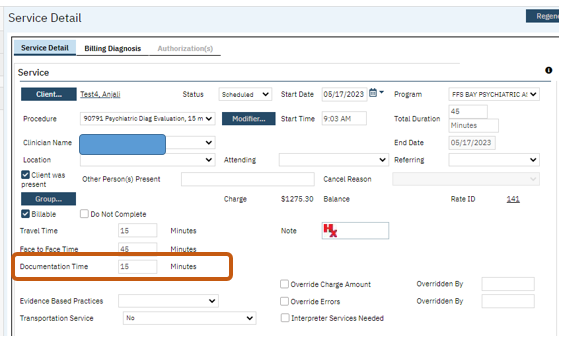 Service Detail
Regene
Service Detail Billing Diagnosis Authorization(s)
Service
Client... Test4, Anjali Status Scheduled Start Date 05/17/2023 Program FFS BAY PSYCHIATRIC AS
Procedure 90791 Psychiatric Diag Evaluation, 15 m Modifier... Start Time 9:03 AM Total Duration 45
Minutes
Clinician Name End Date 05/17/2023
Location Attending Referring
Client was present Other Person(s) Present Cancel Reason
Group... Charge $1275.30 Balance Rate ID 141
Billable Do Not Complete
Travel Time 15 Minutes Note Hx
Face to Face Time 45 Minutes
Documentation Time 15 Minutes
Override Charge Amount Overridden By
Evidence Based Practices Override Errors Overridden By
Transportation Service No Interpreter Services Needed